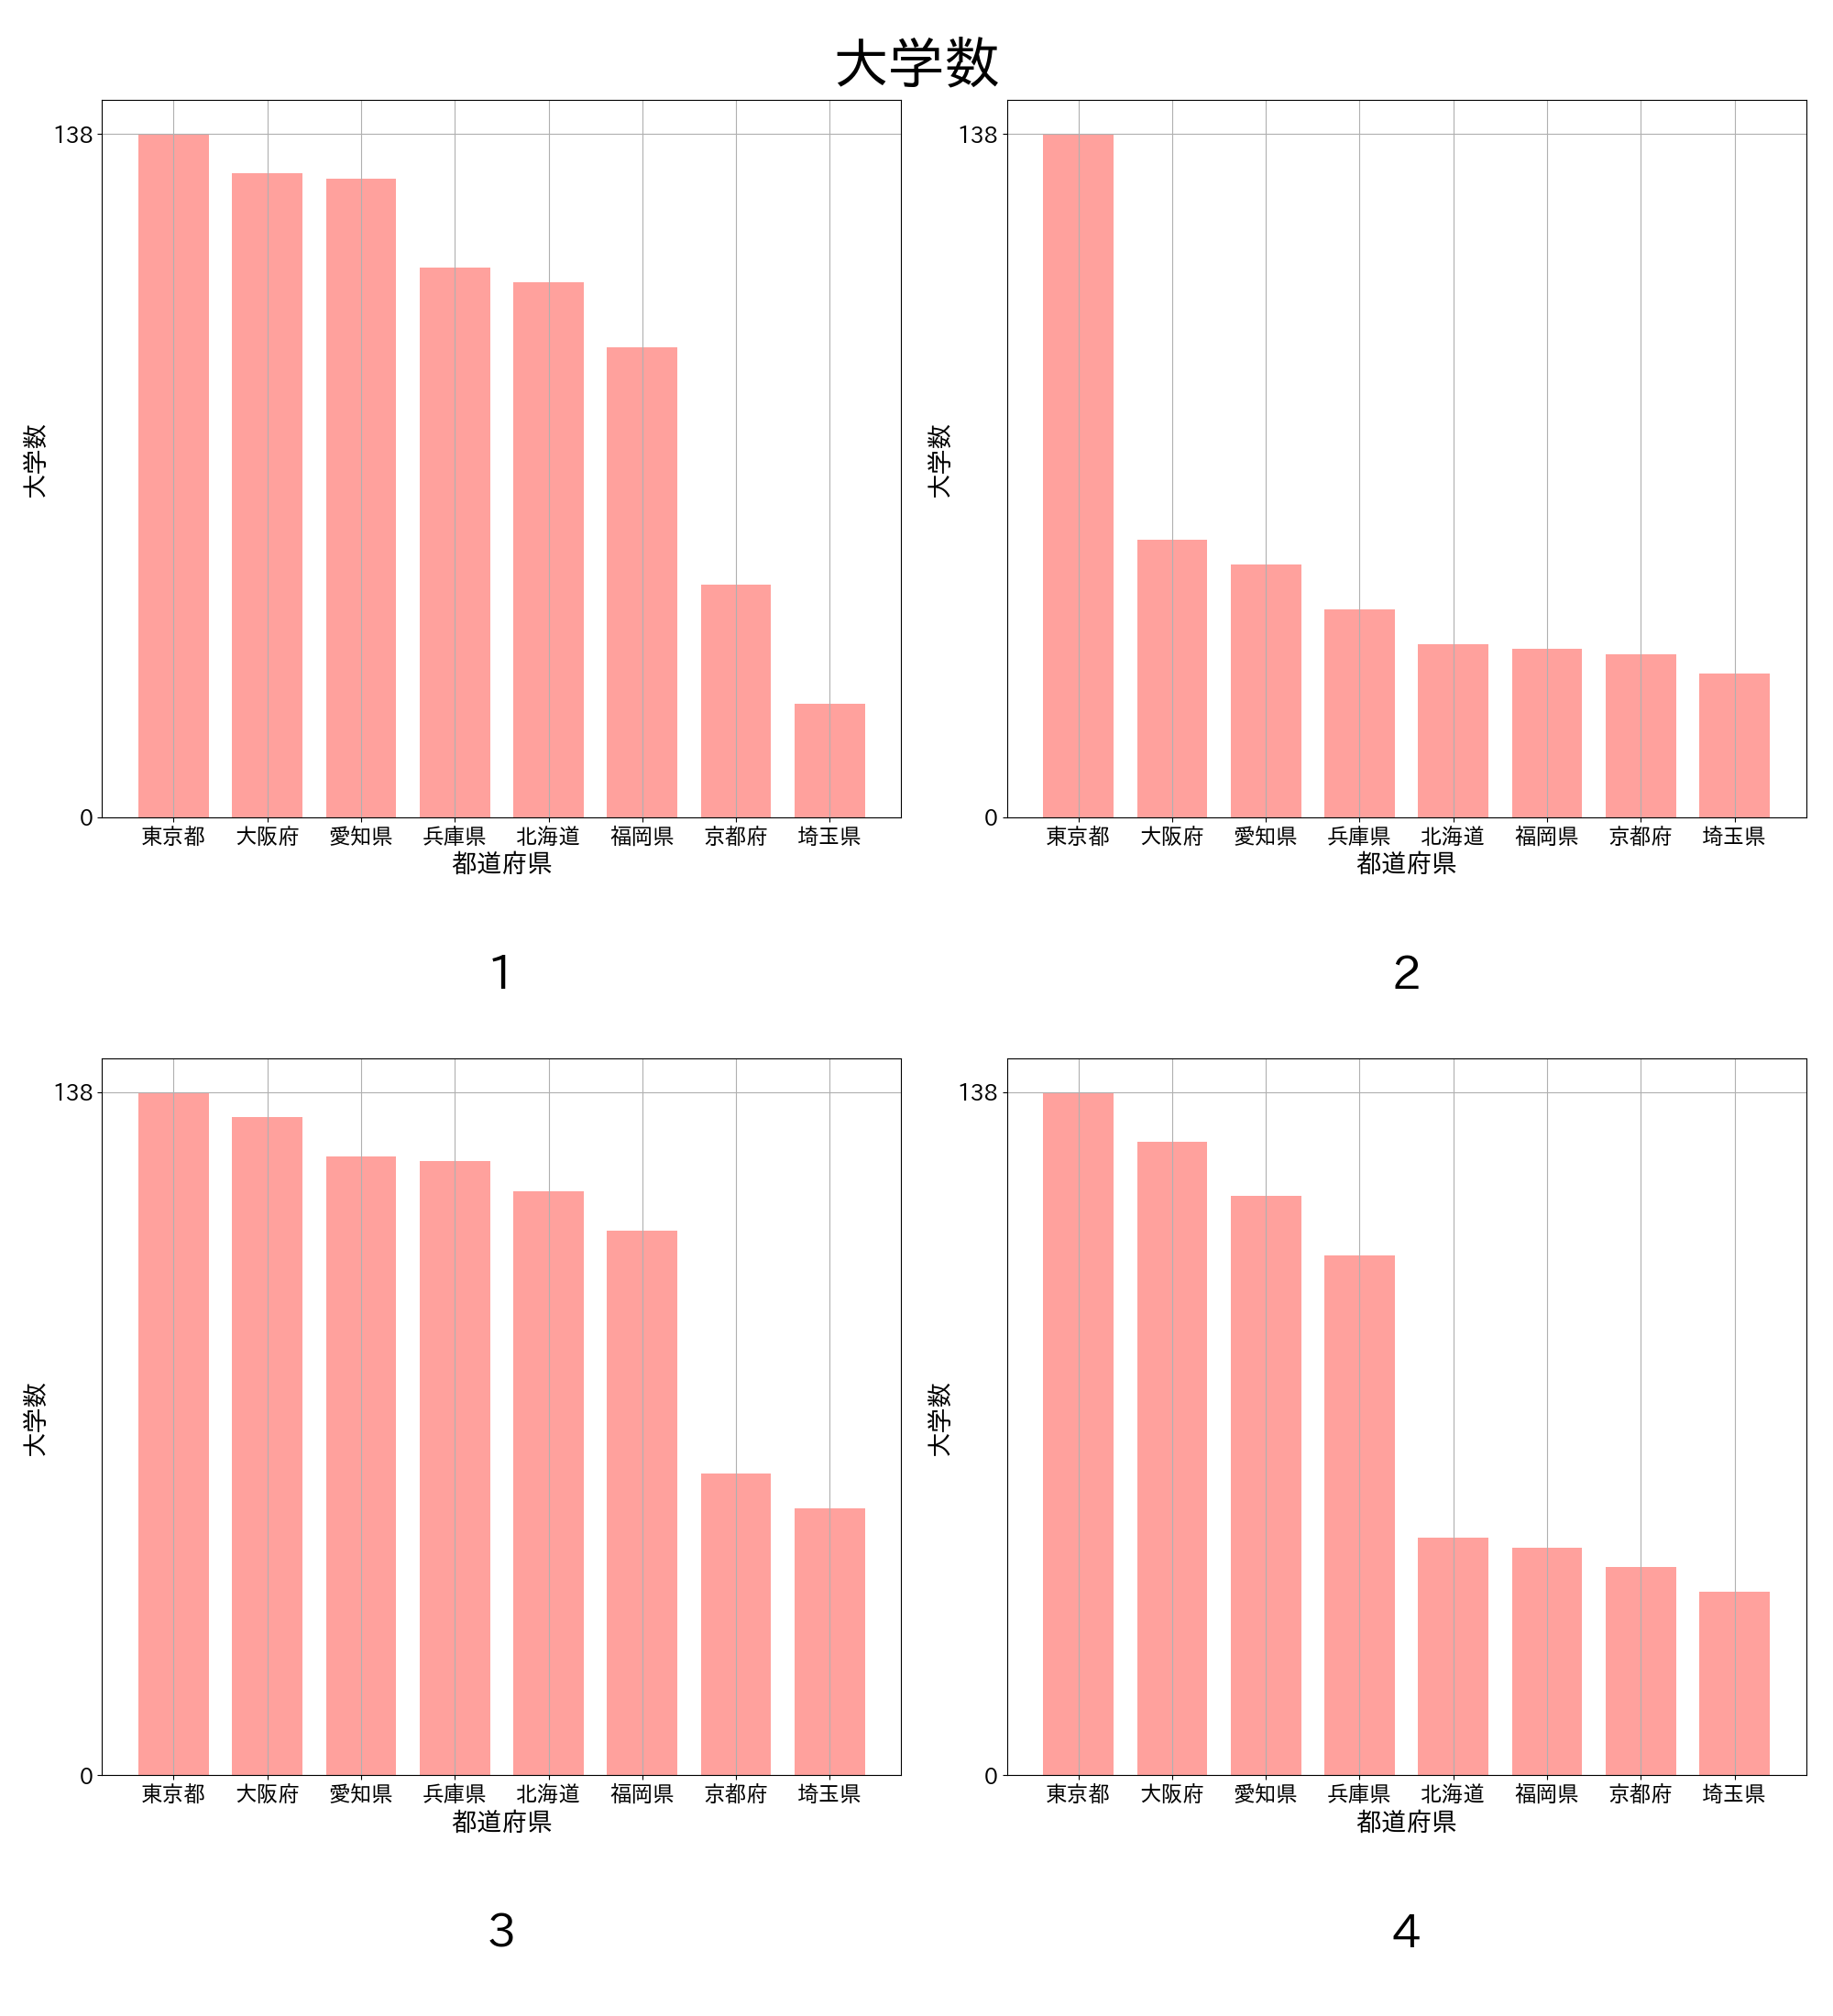 大学数
138
0
大学数
東京都 大阪府 愛知県 兵庫県 北海道 福岡県 京都府 埼玉県
都道府県
1
138
0
大学数
東京都 大阪府 愛知県 兵庫県 北海道 福岡県 京都府 埼玉県
都道府県
2
138
0
大学数
東京都 大阪府 愛知県 兵庫県 北海道 福岡県 京都府 埼玉県
都道府県
3
138
0
大学数
東京都 大阪府 愛知県 兵庫県 北海道 福岡県 京都府 埼玉県
都道府県
4